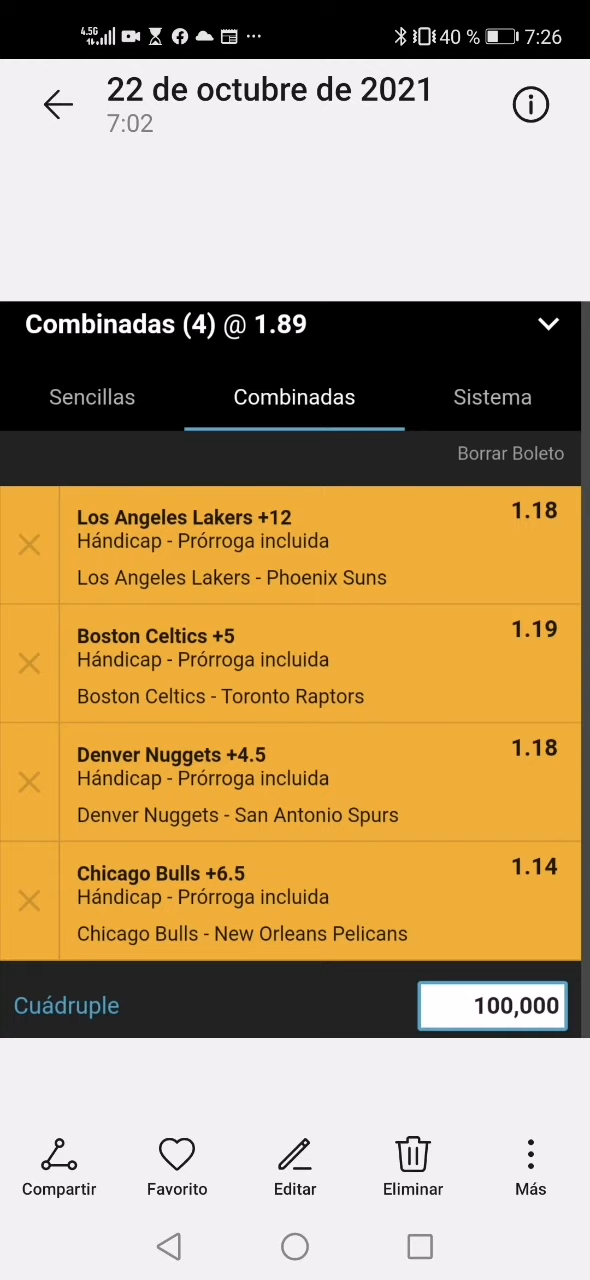 4.5G 40 % 7:26
22 de octubre de 2021
7:02
Combinadas (4) @ 1.89
Sencillas Combinadas Sistema
Borrar Boleto
Los Angeles Lakers +12 1.18
Hándicap - Prórroga incluida
Los Angeles Lakers - Phoenix Suns
Boston Celtics +5 1.19
Hándicap - Prórroga incluida
Boston Celtics - Toronto Raptors
Denver Nuggets +4.5 1.18
Hándicap - Prórroga incluida
Denver Nuggets - San Antonio Spurs
Chicago Bulls +6.5 1.14
Hándicap - Prórroga incluida
Chicago Bulls - New Orleans Pelicans
Cuádruple 100,000
Compartir Favorito Editar Eliminar Más